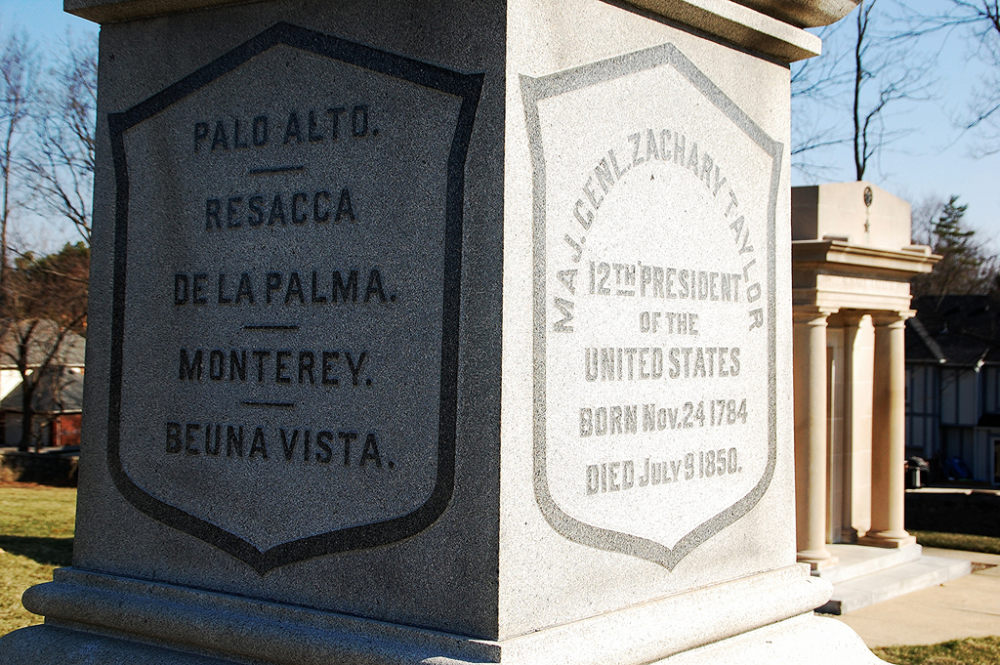 PALO ALTO.
RESACCA
DE LA PALMA.
MONTEREY.
BEUNA VISTA.
MAJ. GENL. ZACHARY TAYLOR
12TH PRESIDENT
OF THE
UNITED STATES
BORN Nov. 24 1784
DIED July 9 1850.